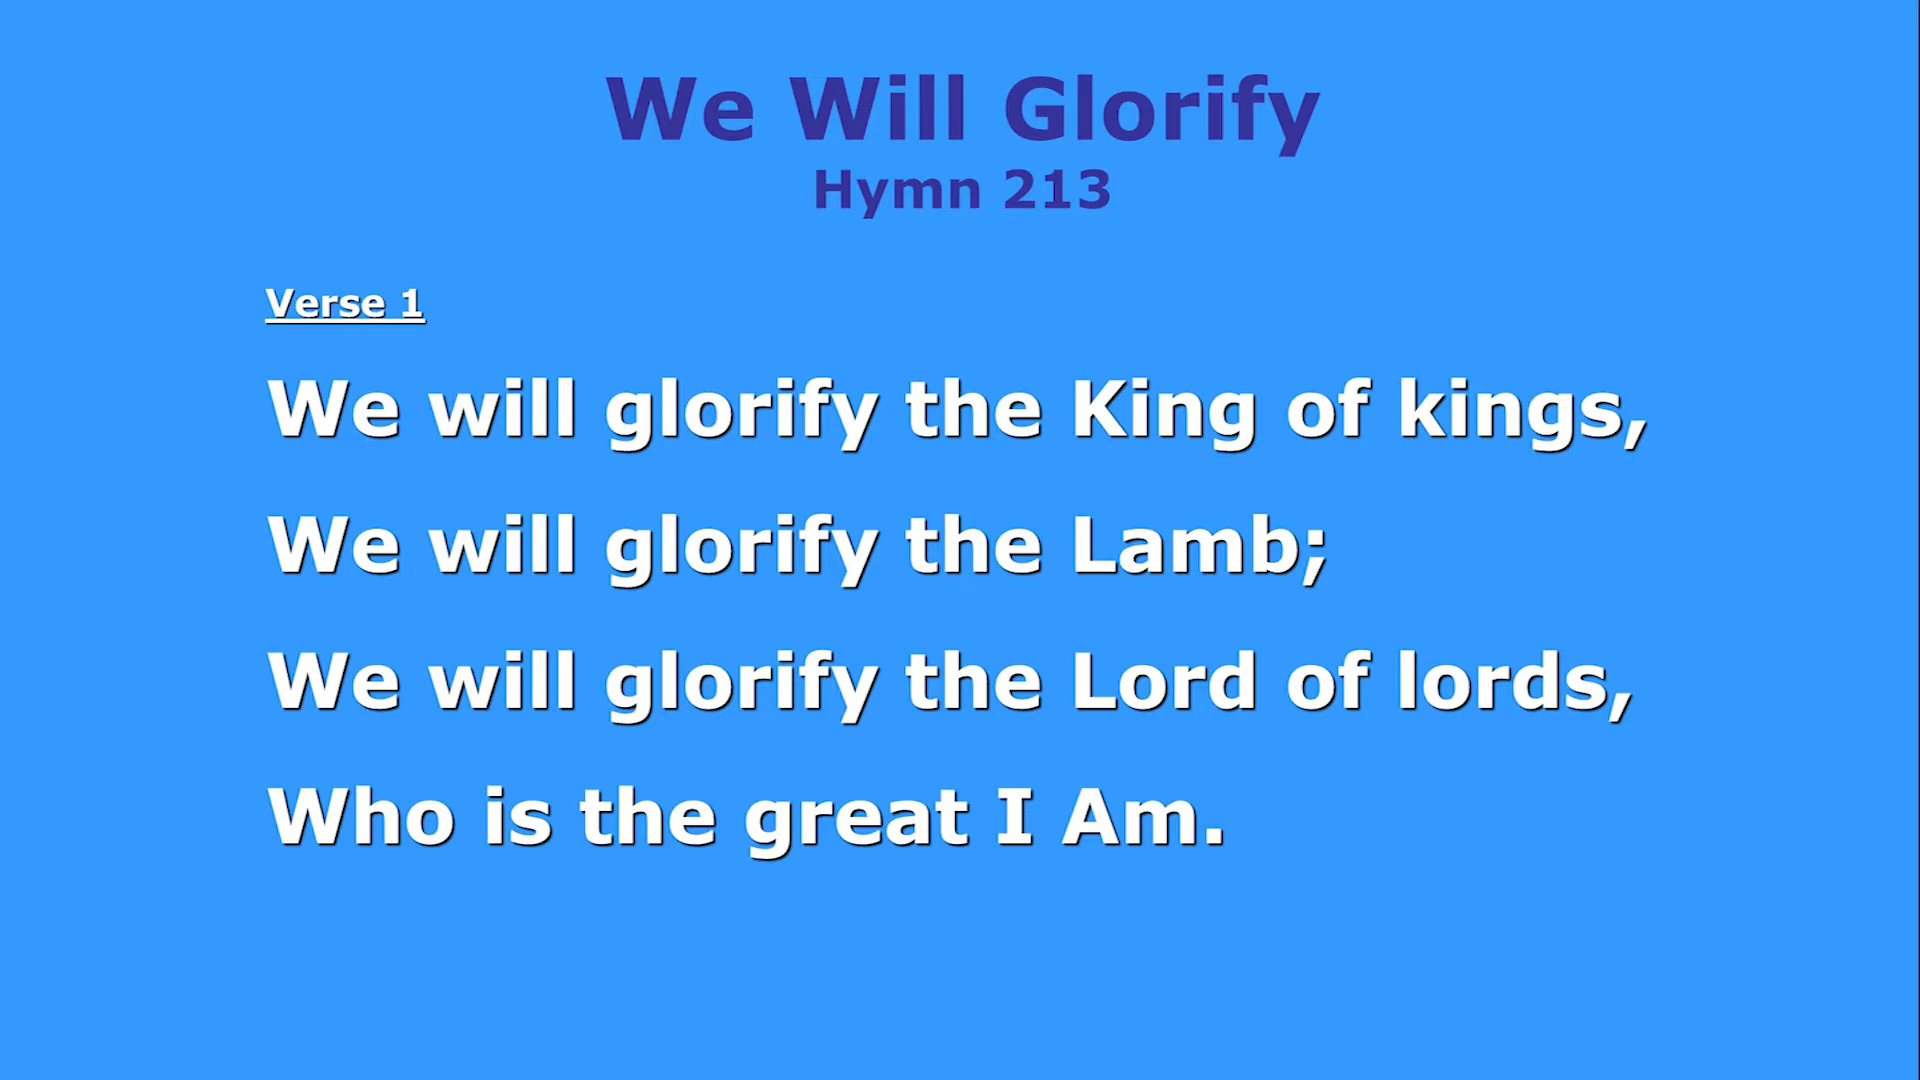 We Will Glorify
Hymn 213
Verse 1
We will glorify the King of kings,
We will glorify the Lamb;
We will glorify the Lord of lords,
Who is the great I Am.